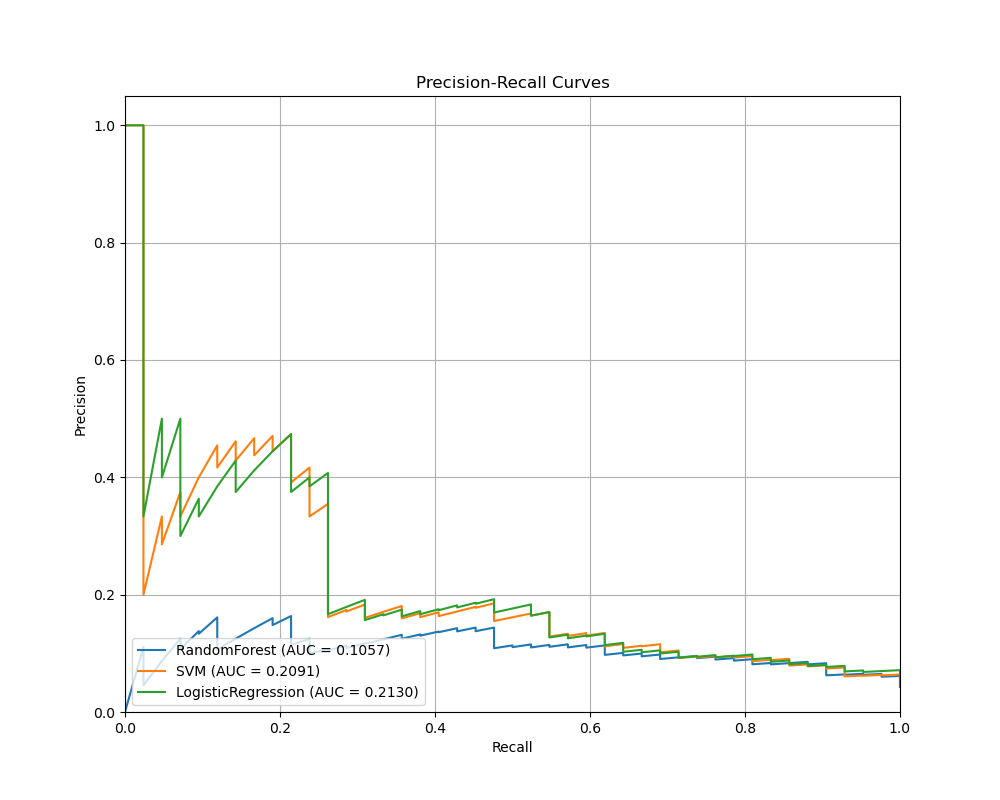 Precision-Recall Curves
1.0
0.8
0.6
0.4
0.2
0.0
Precision
RandomForest (AUC = 0.1057)
SVM (AUC = 0.2091)
LogisticRegression (AUC = 0.2130)
0.0 0.2 0.4 0.6 0.8 1.0
Recall